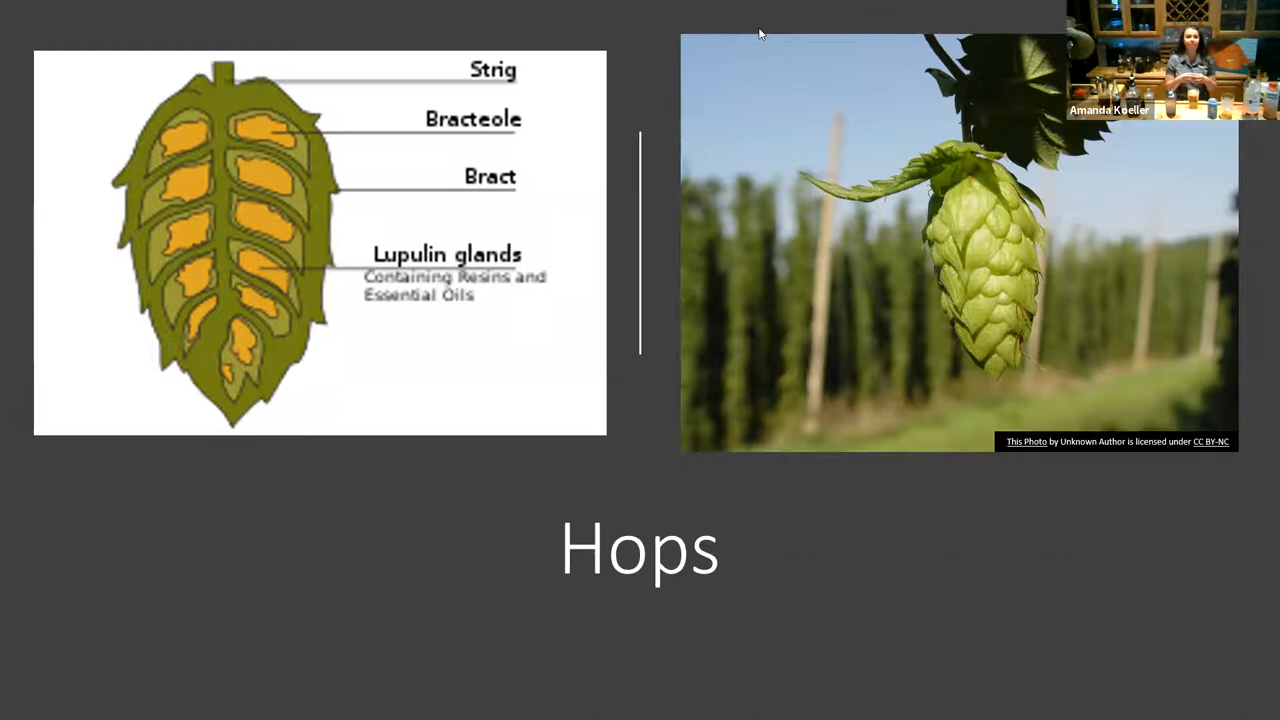 Strig
Bracteole
Bract
Lupulin glands
Containing Resins and
Essential Oils
Amanda Koeller
This Photo by Unknown Author is licensed under CC BY-NC
Hops